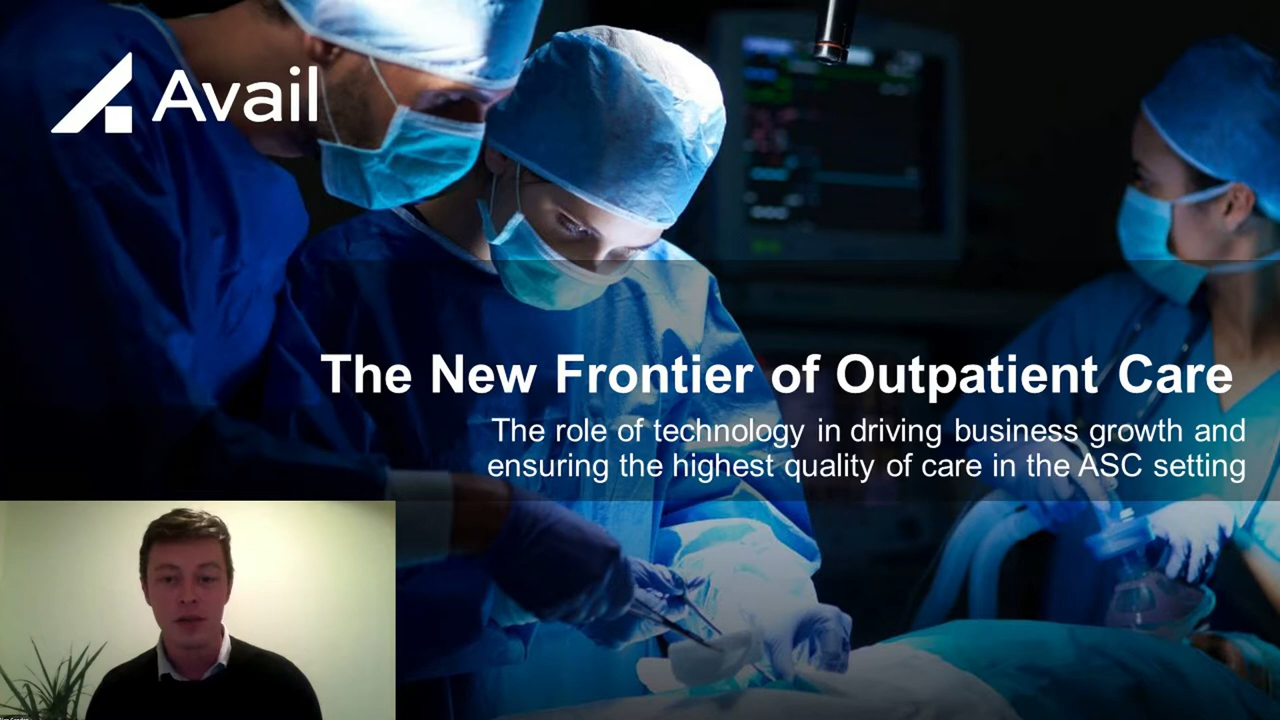 Avail
The New Frontier of Outpatient Care
The role of technology in driving business growth and
ensuring the highest quality of care in the ASC setting